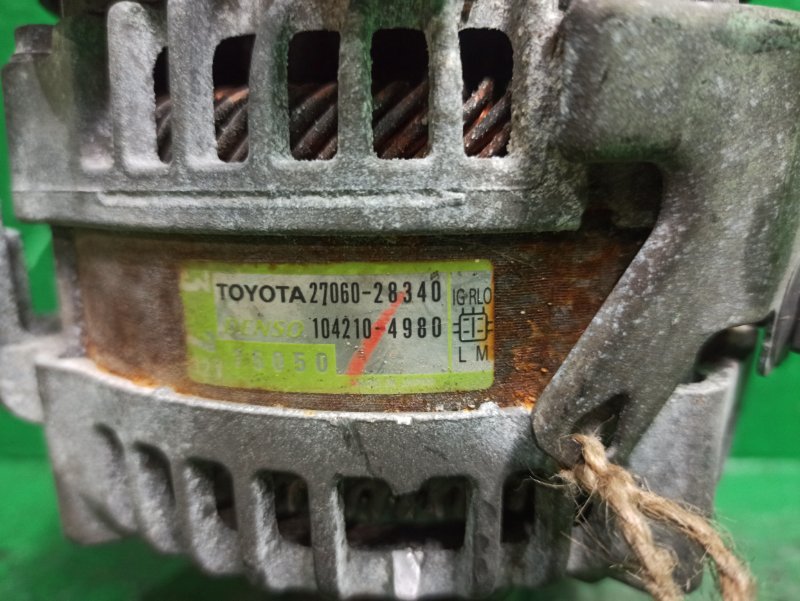 TOYOTA 27060-28340 IG RLO
DENSO 104210-4980
L M